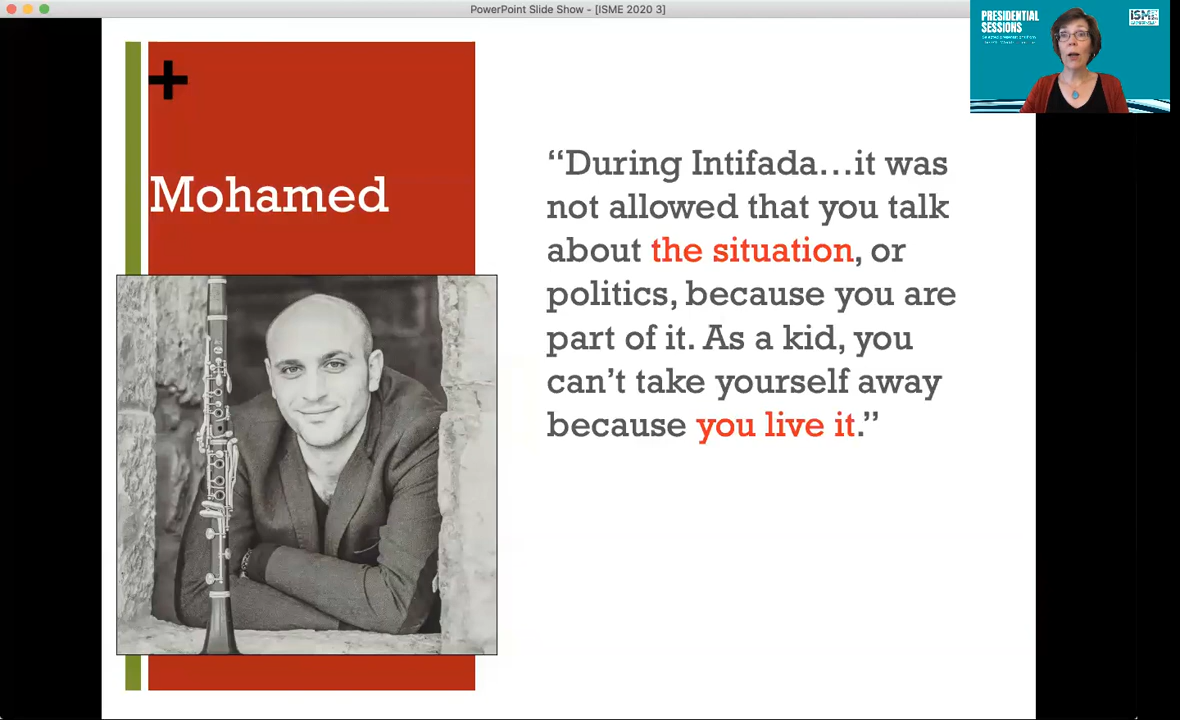 PowerPoint Slide Show - [ISME 2020 3]
PRESIDENTIAL
SESSIONS
ISME
+
Mohamed
“During Intifada…it was
not allowed that you talk
about the situation, or
politics, because you are
part of it. As a kid, you
can’t take yourself away
because you live it.”